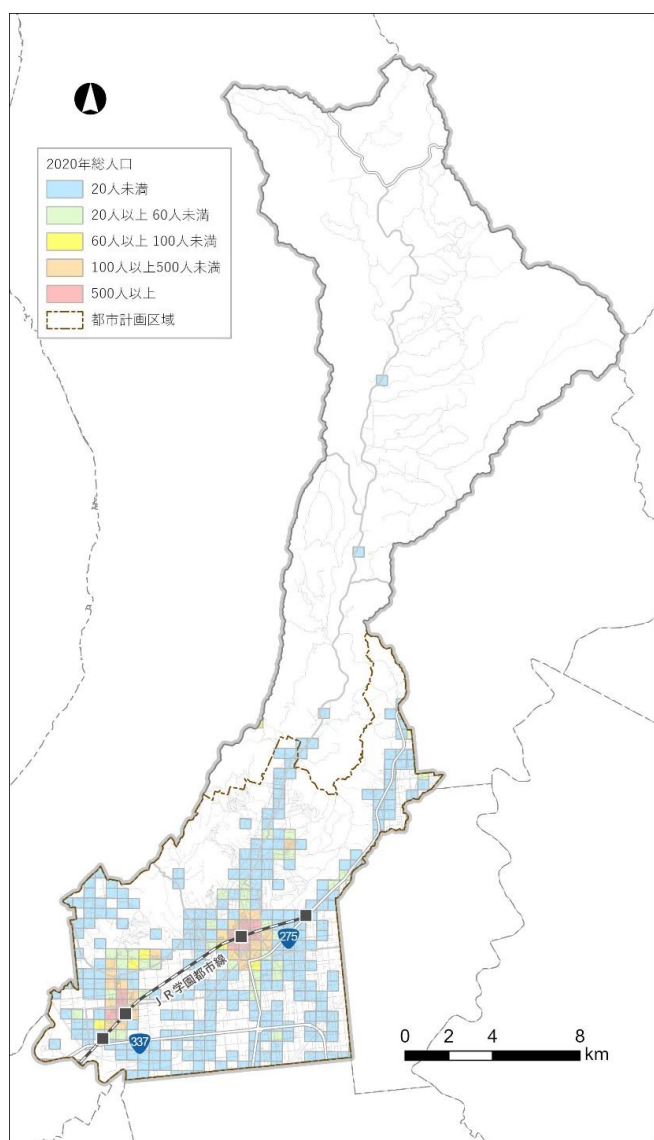 2020年総人口
20人未満
20人以上 60人未満
60人以上 100人未満
100人以上500人未満
500人以上
都市計画区域
275
JR学園都市線
337
0 2 4 8
km